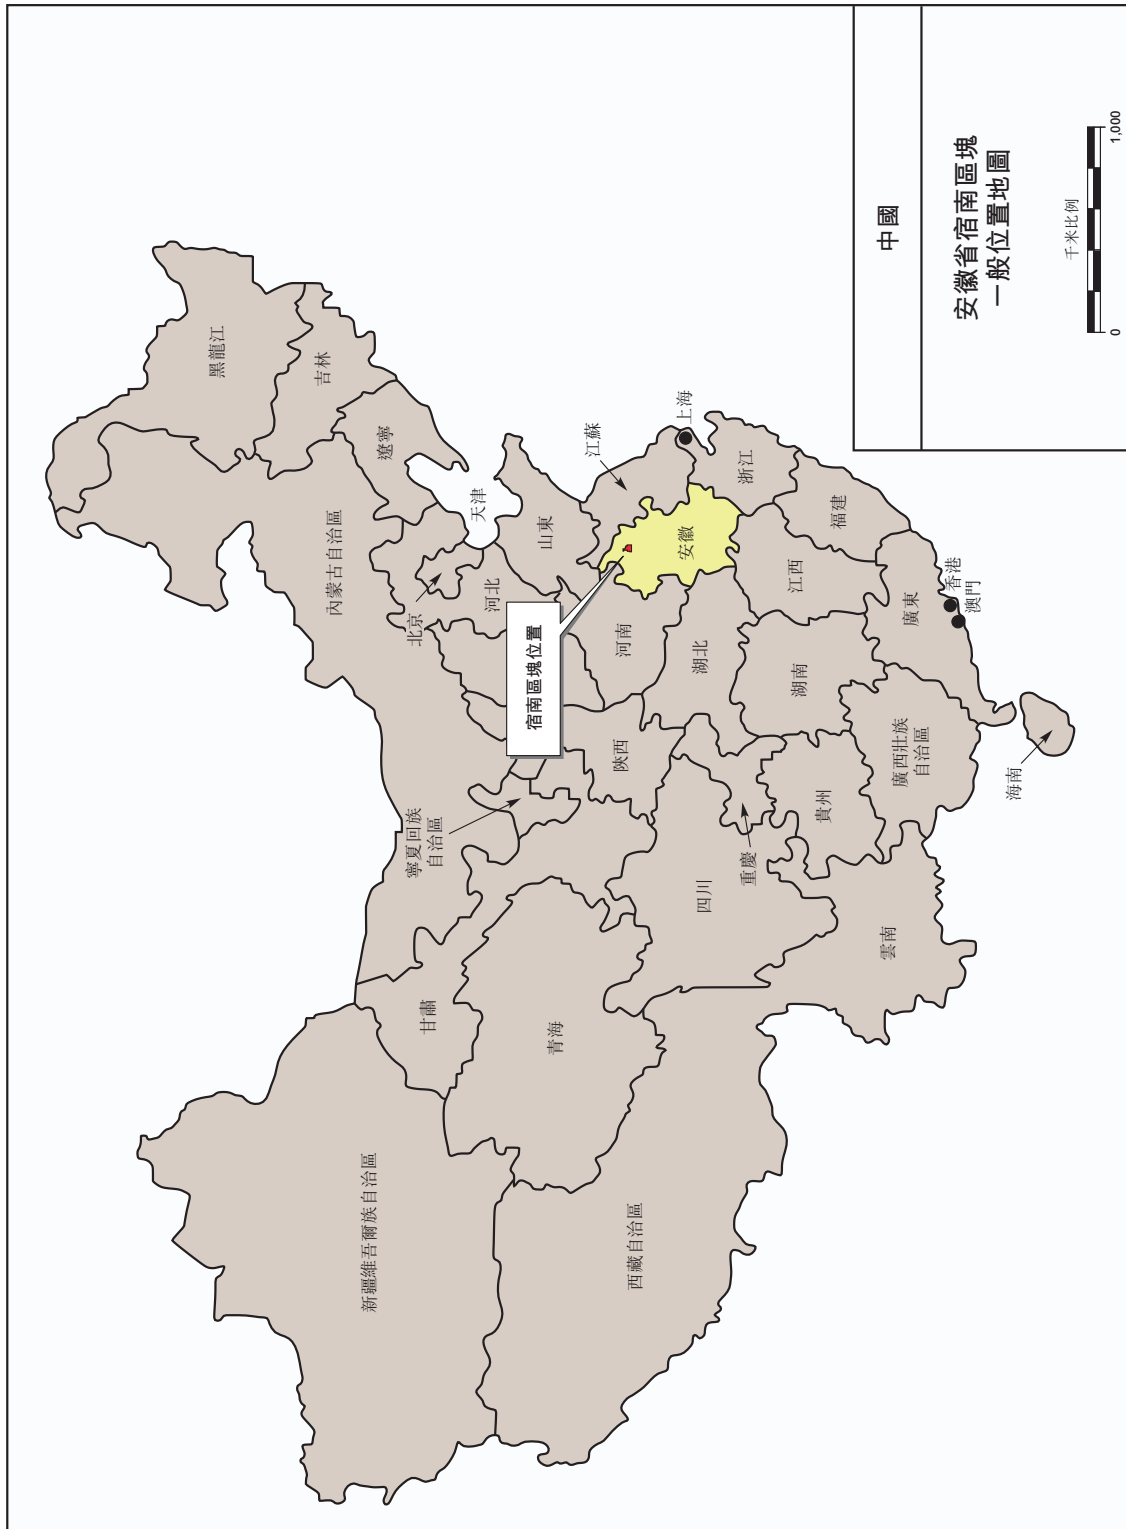 黑龍江
吉林
遼寧
內蒙古自治區
天津
北京
河北
山東
江蘇
上海
安徽
浙江
福建
江西
河南
湖北
湖南
廣東
香港
澳門
海南
廣西壯族
自治區
貴州
重慶
陝西
宿南區塊位置
寧夏回族
自治區
四川
雲南
甘肅
青海
新疆維吾爾族自治區
西藏自治區
中國
安徽省宿南區塊
一般位置地圖
千米比例
0
1,000